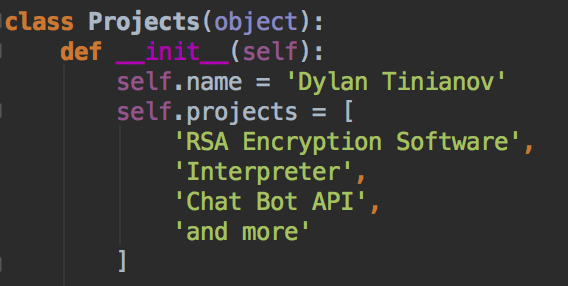 class Projects(object):
    def __init__(self):
        self.name = 'Dylan Tinianov'
        self.projects = [
            'RSA Encryption Software',
            'Interpreter',
            'Chat Bot API',
            'and more'
        ]